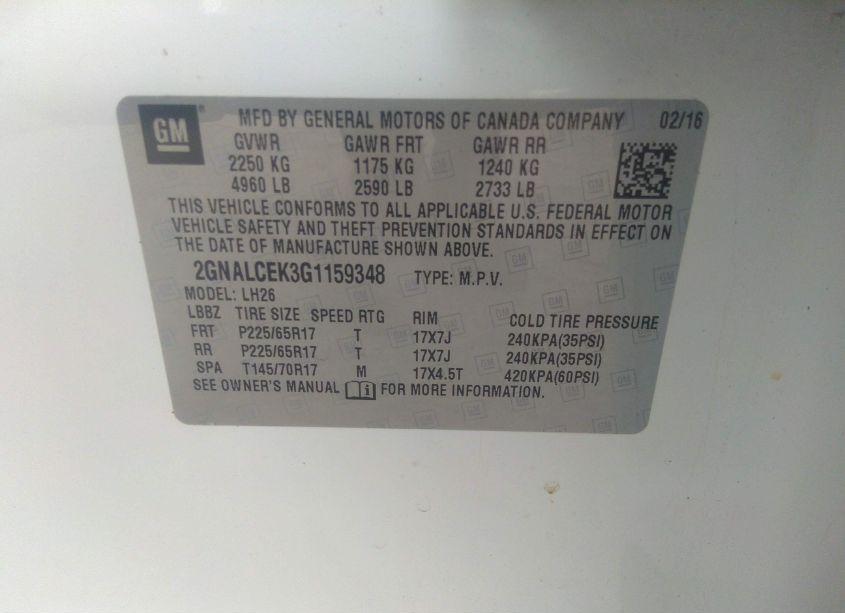 GM ® MFD BY GENERAL MOTORS OF CANADA COMPANY 02/16
GVWR GAWR FRT GAWR RR
2250 KG 1175 KG 1240 KG
4960 LB 2590 LB 2733 LB
THIS VEHICLE CONFORMS TO ALL APPLICABLE U.S. FEDERAL MOTOR
VEHICLE SAFETY AND THEFT PREVENTION STANDARDS IN EFFECT ON
THE DATE OF MANUFACTURE SHOWN ABOVE.
2GNALCEK3G1159348 TYPE: M.P.V.
MODEL: LH26
LBBZ TIRE SIZE SPEED RTG RIM COLD TIRE PRESSURE
FRT P225/65R17 T 17X7J 240KPA(35PSI)
RR P225/65R17 T 17X7J 240KPA(35PSI)
SPA T145/70R17 M 17X4.5T 420KPA(60PSI)
SEE OWNER'S MANUAL FOR MORE INFORMATION.